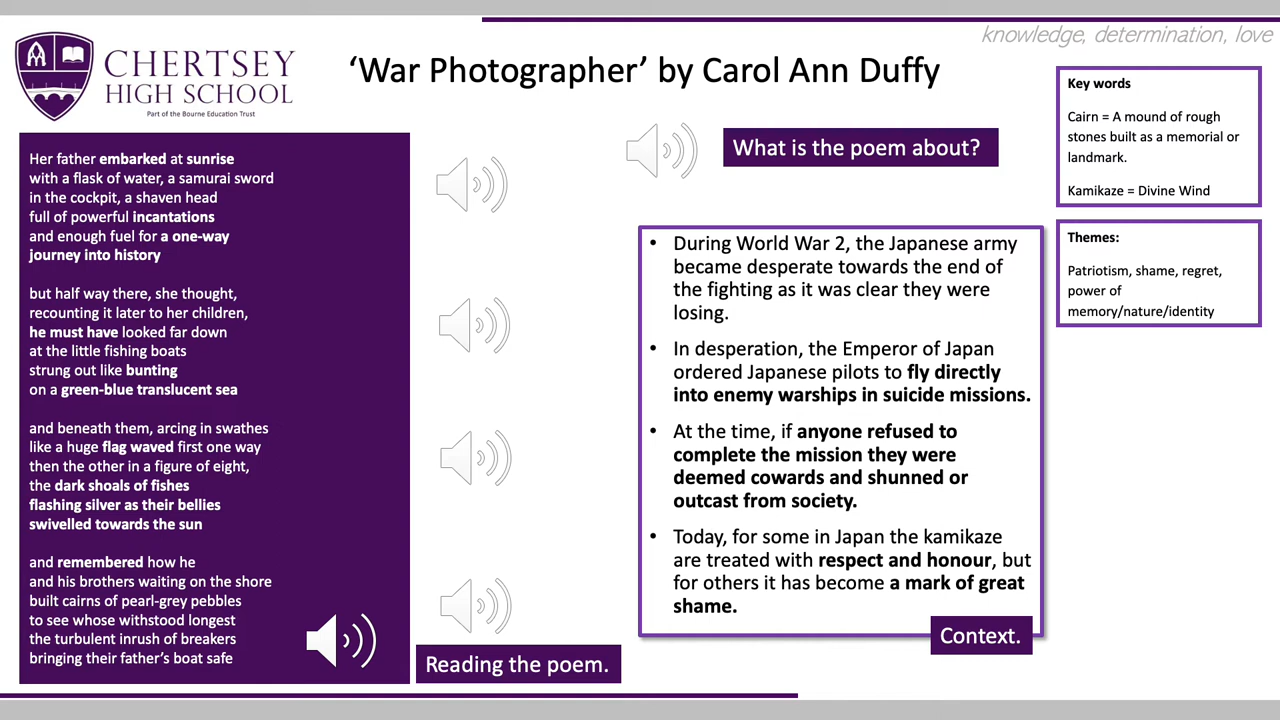 knowledge, determination, love
CHERTSEY
HIGH SCHOOL
Part of the Bourne Education Trust
‘War Photographer’ by Carol Ann Duffy
Her father embarked at sunrise
with a flask of water, a samurai sword
in the cockpit, a shaven head
full of powerful incantations
and enough fuel for a one-way
journey into history
but half way there, she thought,
recounting it later to her children,
he must have looked far down
at the little fishing boats
strung out like bunting
on a green-blue translucent sea
and beneath them, arcing in swathes
like a huge flag waved first one way
then the other in a figure of eight,
the dark shoals of fishes
flashing silver as their bellies
swivelled towards the sun
and remembered how he
and his brothers waiting on the shore
built cairns of pearl-grey pebbles
to see whose withstood longest
the turbulent inrush of breakers
bringing their father’s boat safe
Reading the poem.
What is the poem about?
• During World War 2, the Japanese army
became desperate towards the end of
the fighting as it was clear they were
losing.
• In desperation, the Emperor of Japan
ordered Japanese pilots to fly directly
into enemy warships in suicide missions.
• At the time, if anyone refused to
complete the mission they were
deemed cowards and shunned or
outcast from society.
• Today, for some in Japan the kamikaze
are treated with respect and honour, but
for others it has become a mark of great
shame.
Context.
Key words
Cairn = A mound of rough
stones built as a memorial or
landmark.
Kamikaze = Divine Wind
Themes:
Patriotism, shame, regret,
power of
memory/nature/identity